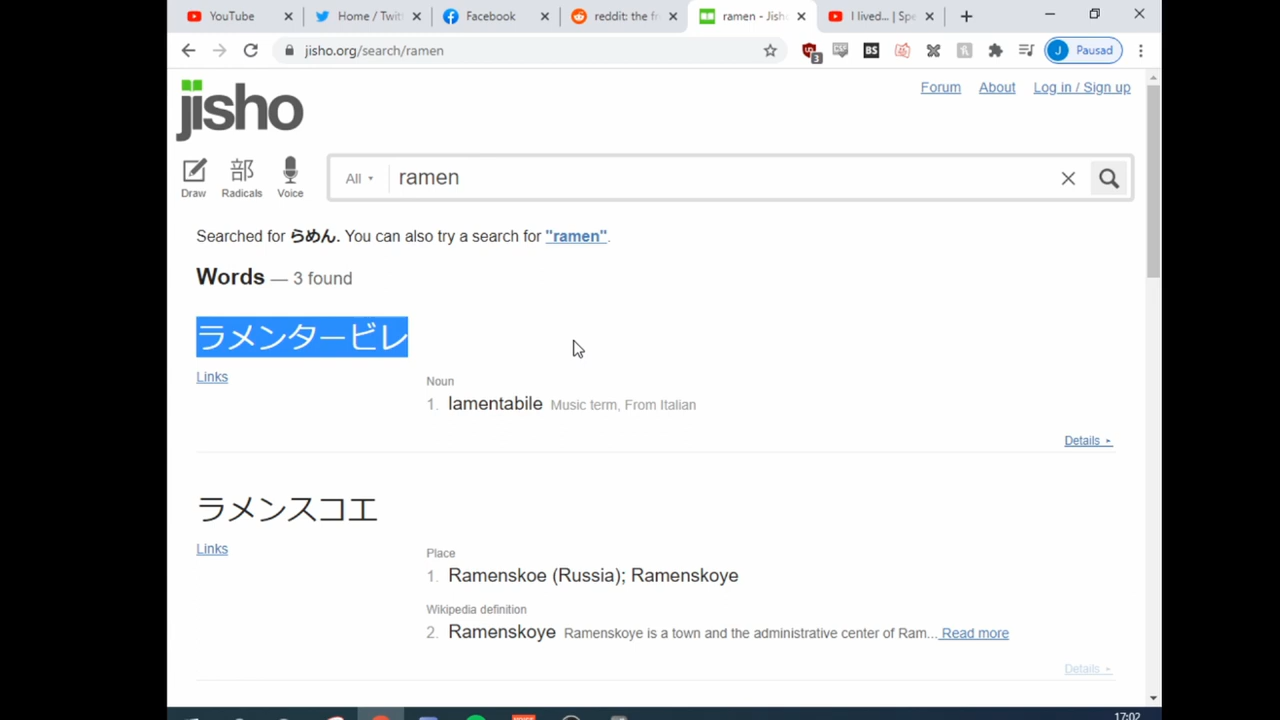 YouTube
Home / Twit
Facebook
reddit: the fr
ramen - Jish
I lived... | Spe
jisho.org/search/ramen
3
BS
J Pausad
jisho
Forum About Log in / Sign up
Draw Radicals Voice
部
All ramen
Searched for らめん. You can also try a search for "ramen".
Words — 3 found
ラメンタービレ
Links
Noun
1. lamentabile Music term, From Italian
Details
ラメンスコエ
Links
Place
1. Ramenskoe (Russia); Ramenskoye
Wikipedia definition
2. Ramenskoye Ramenskoye is a town and the administrative center of Ram... Read more
Details
17:02